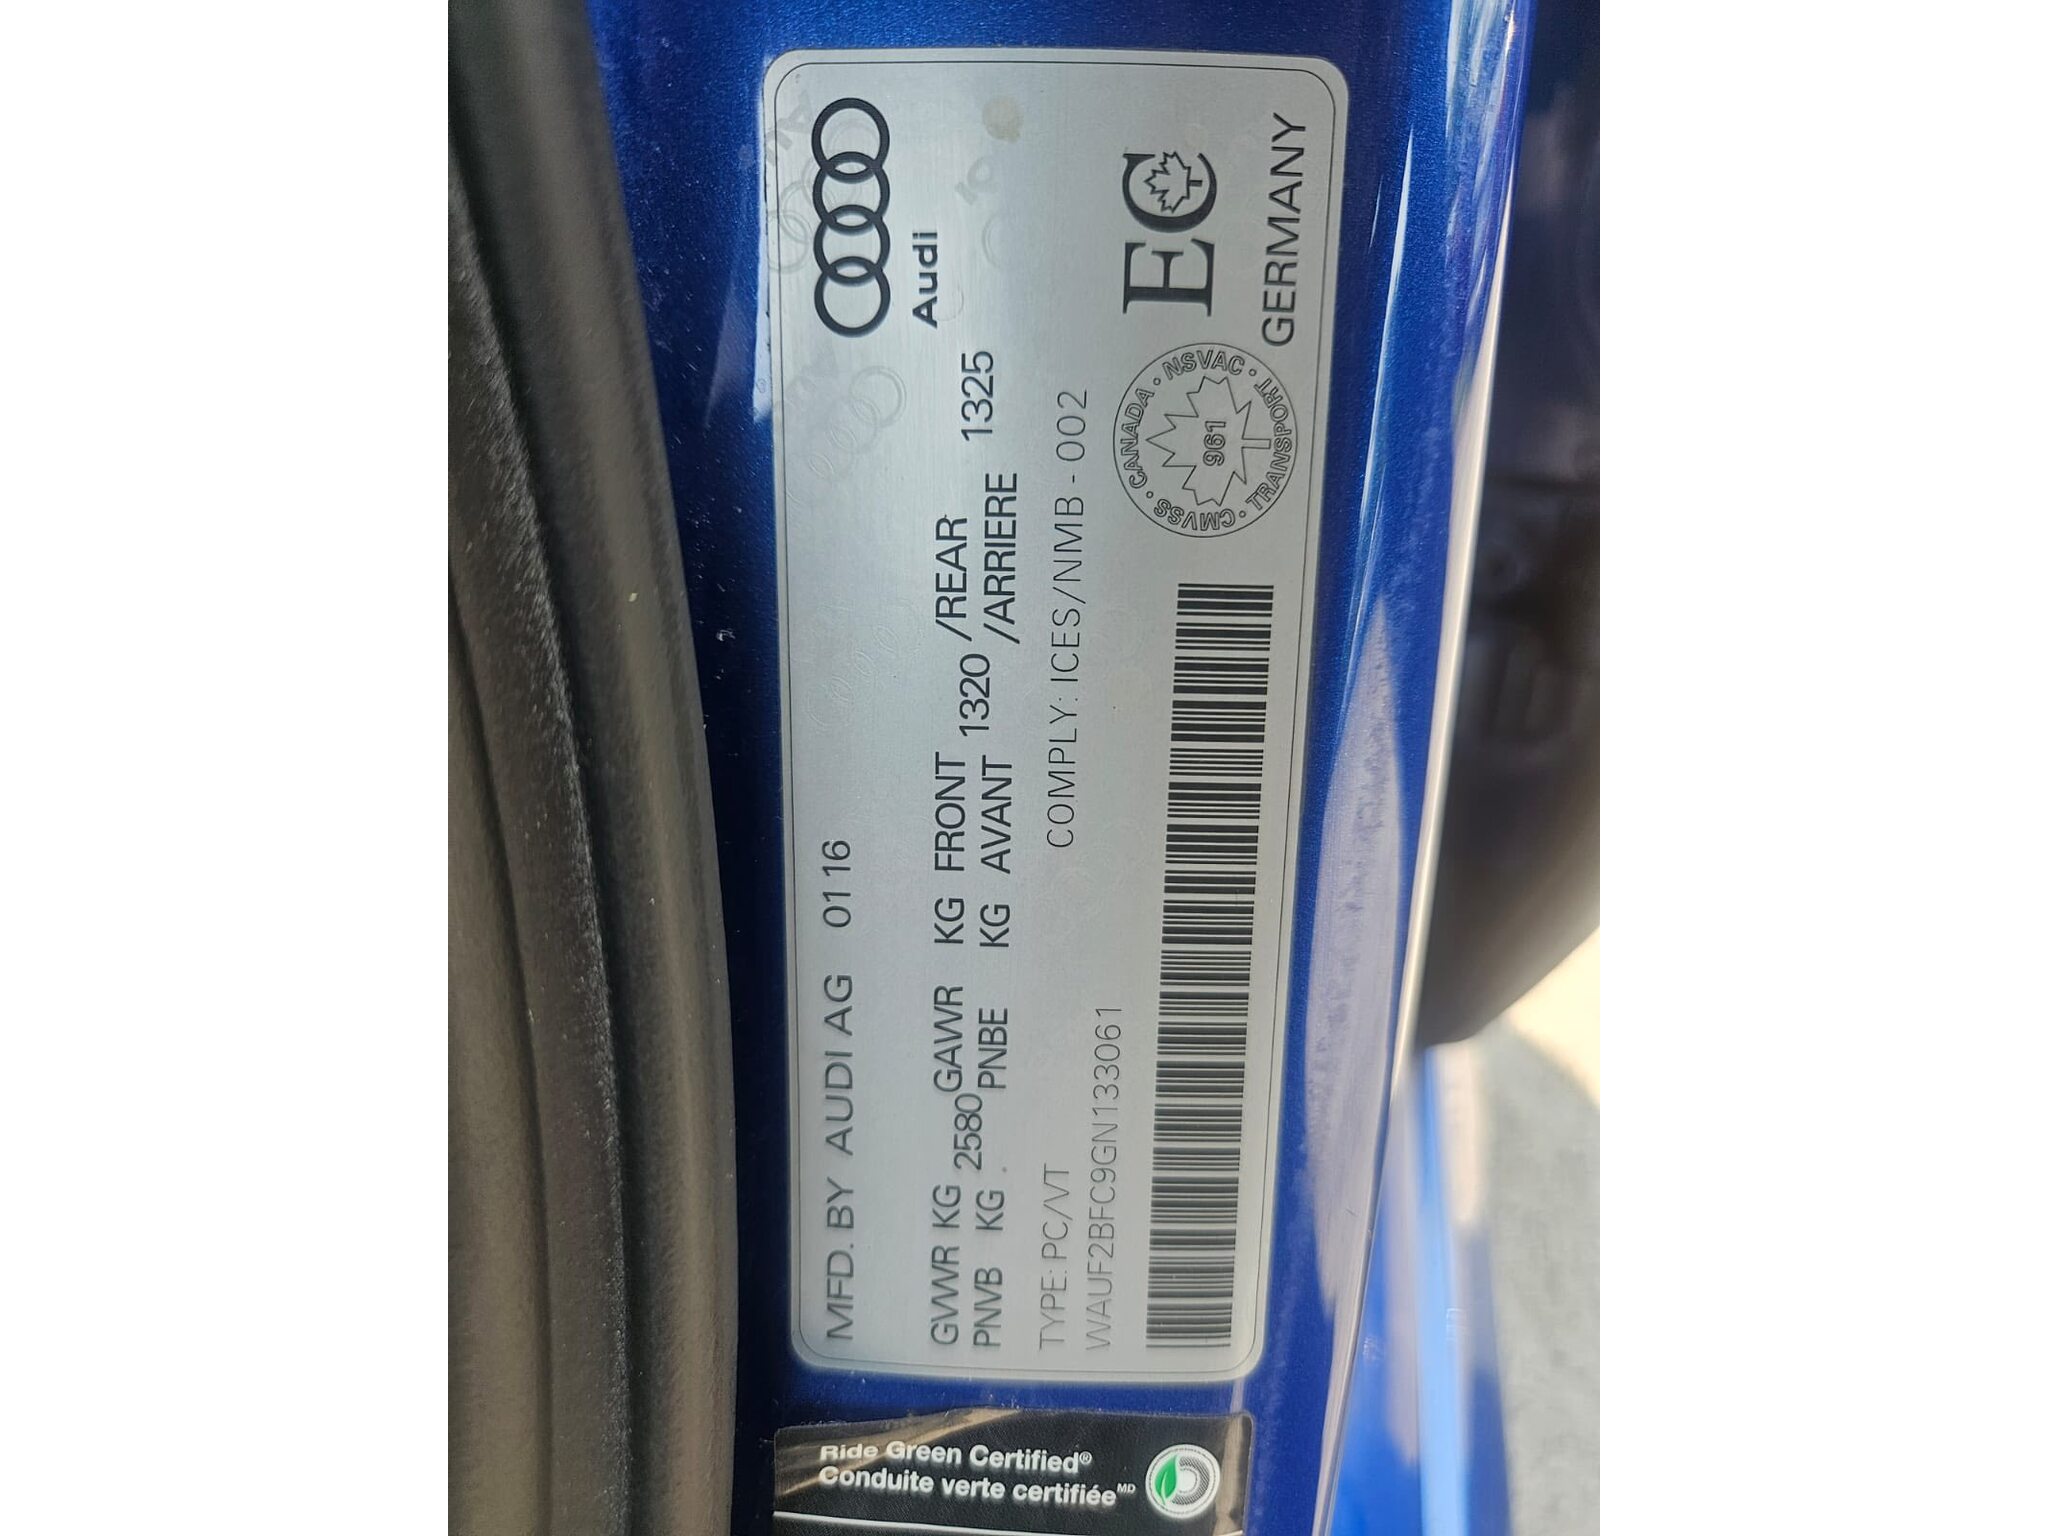 MFD. BY AUDI AG 0116
Audi
GVWR KG 2580 GAWR KG FRONT 1320 /REAR 1325
PNVB KG PNBE KG AVANT /ARRIERE
TYPE: PC/VT COMPLY: ICES/NMB - 002
WAUF2BFC9GN133061
CMVSS · CANADA · NSVAC · TRANSPORT ·
961
EC
GERMANY
Ride Green Certified®
Conduite verte certifiée MD